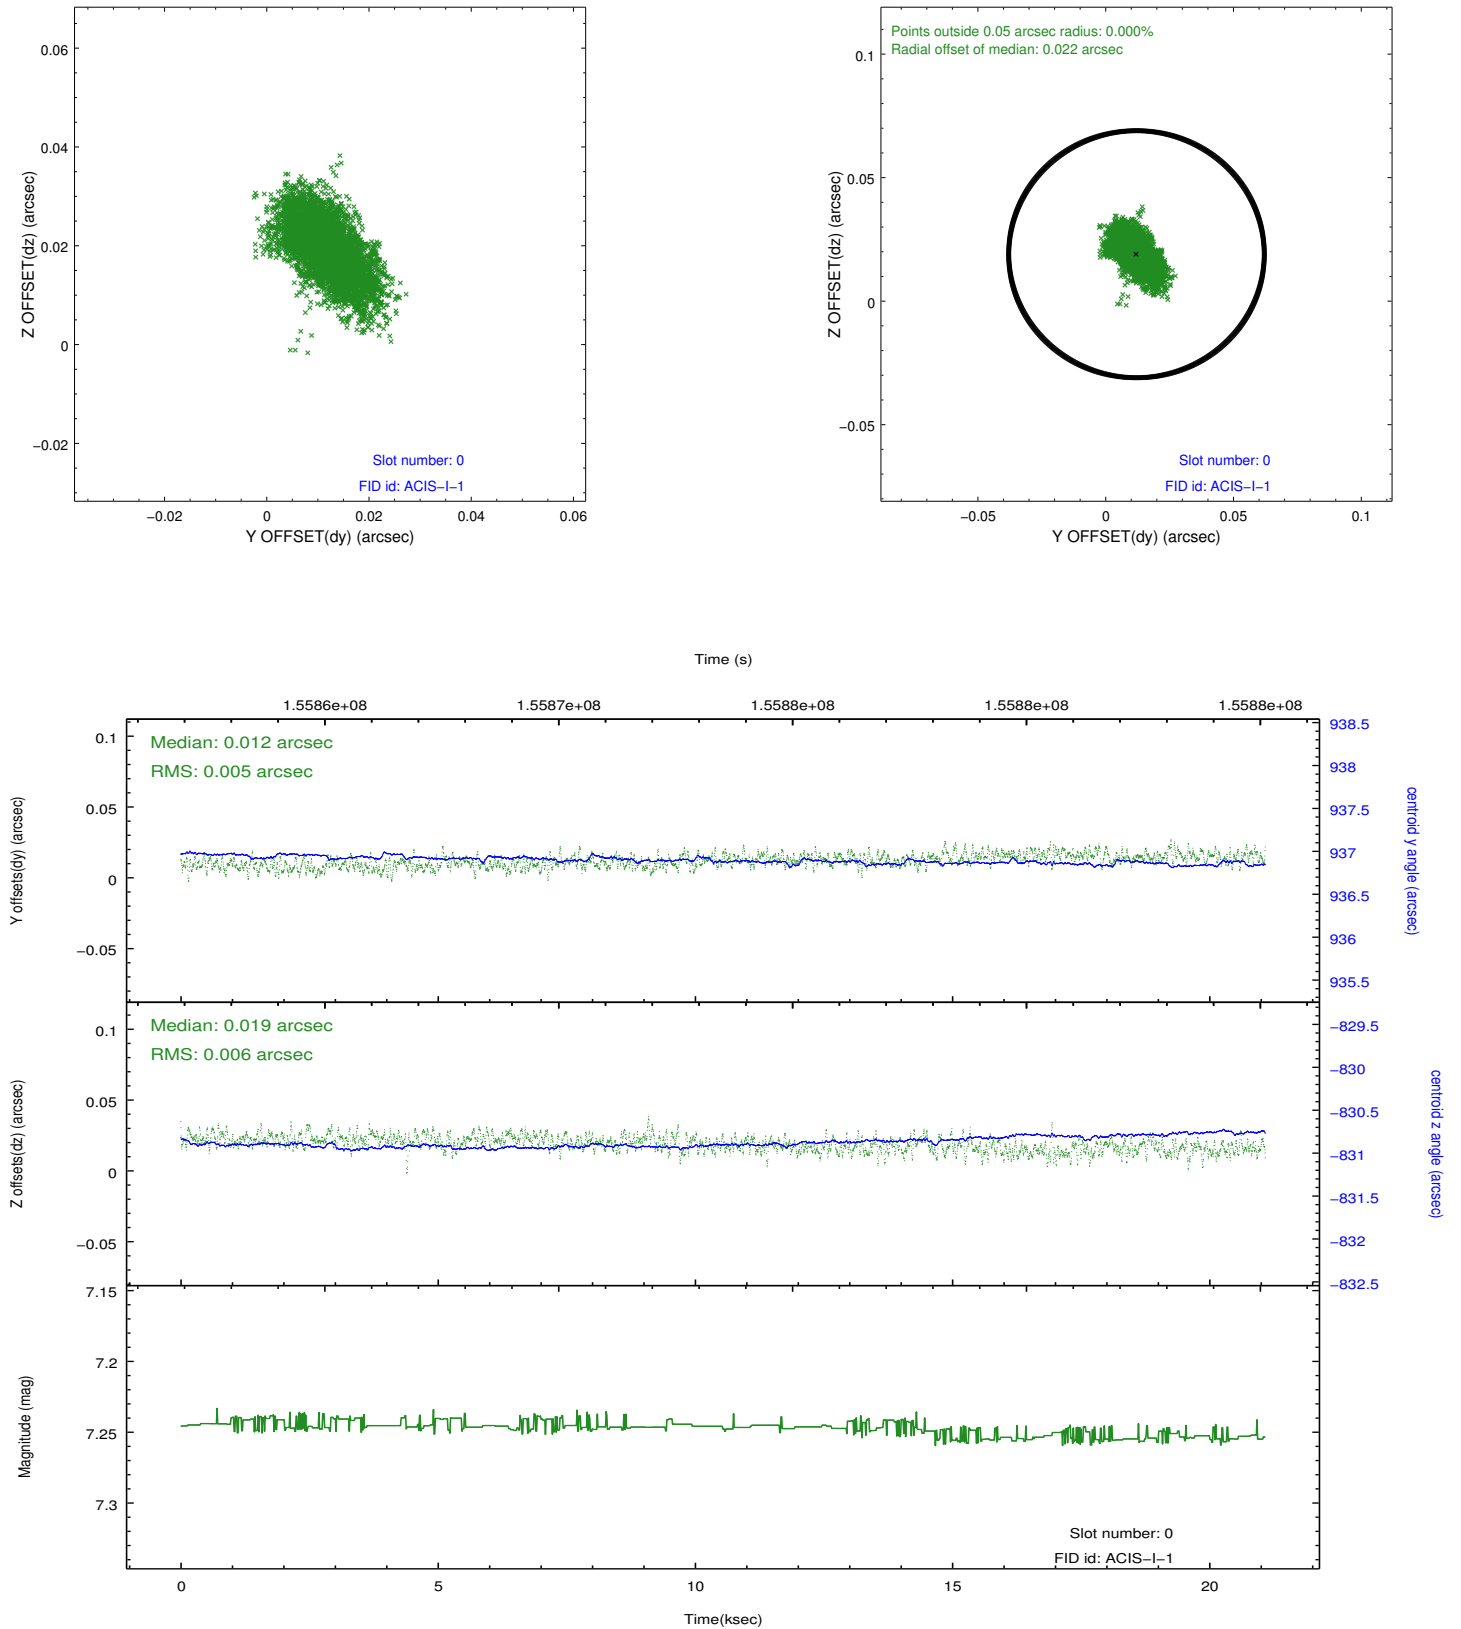 0.06
0.04
0.02
0
−0.02
Z OFFSET(dz) (arcsec)
Slot number: 0
FID id: ACIS−I−1
−0.02 0 0.02 0.04 0.06
Y OFFSET(dy) (arcsec)
Points outside 0.05 arcsec radius: 0.000%
Radial offset of median: 0.022 arcsec
0.1
0.05
0
−0.05
Z OFFSET(dz) (arcsec)
Slot number: 0
FID id: ACIS−I−1
−0.05 0 0.05 0.1
Y OFFSET(dy) (arcsec)
Time (s)
1.5586e+08 1.5587e+08 1.5588e+08 1.5588e+08 1.5588e+08
Median: 0.012 arcsec
RMS: 0.005 arcsec
0.1
0.05
0
−0.05
Y offsets(dy) (arcsec)
938.5
938
937.5
937
936.5
936
935.5
centroid y angle (arcsec)
Median: 0.019 arcsec
RMS: 0.006 arcsec
0.1
0.05
0
−0.05
Z offsets(dz) (arcsec)
−829.5
−830
−830.5
−831
−831.5
−832
−832.5
centroid z angle (arcsec)
7.15
7.2
7.25
7.3
Magnitude (mag)
Slot number: 0
FID id: ACIS−I−1
0 5 10 15 20
Time(ksec)